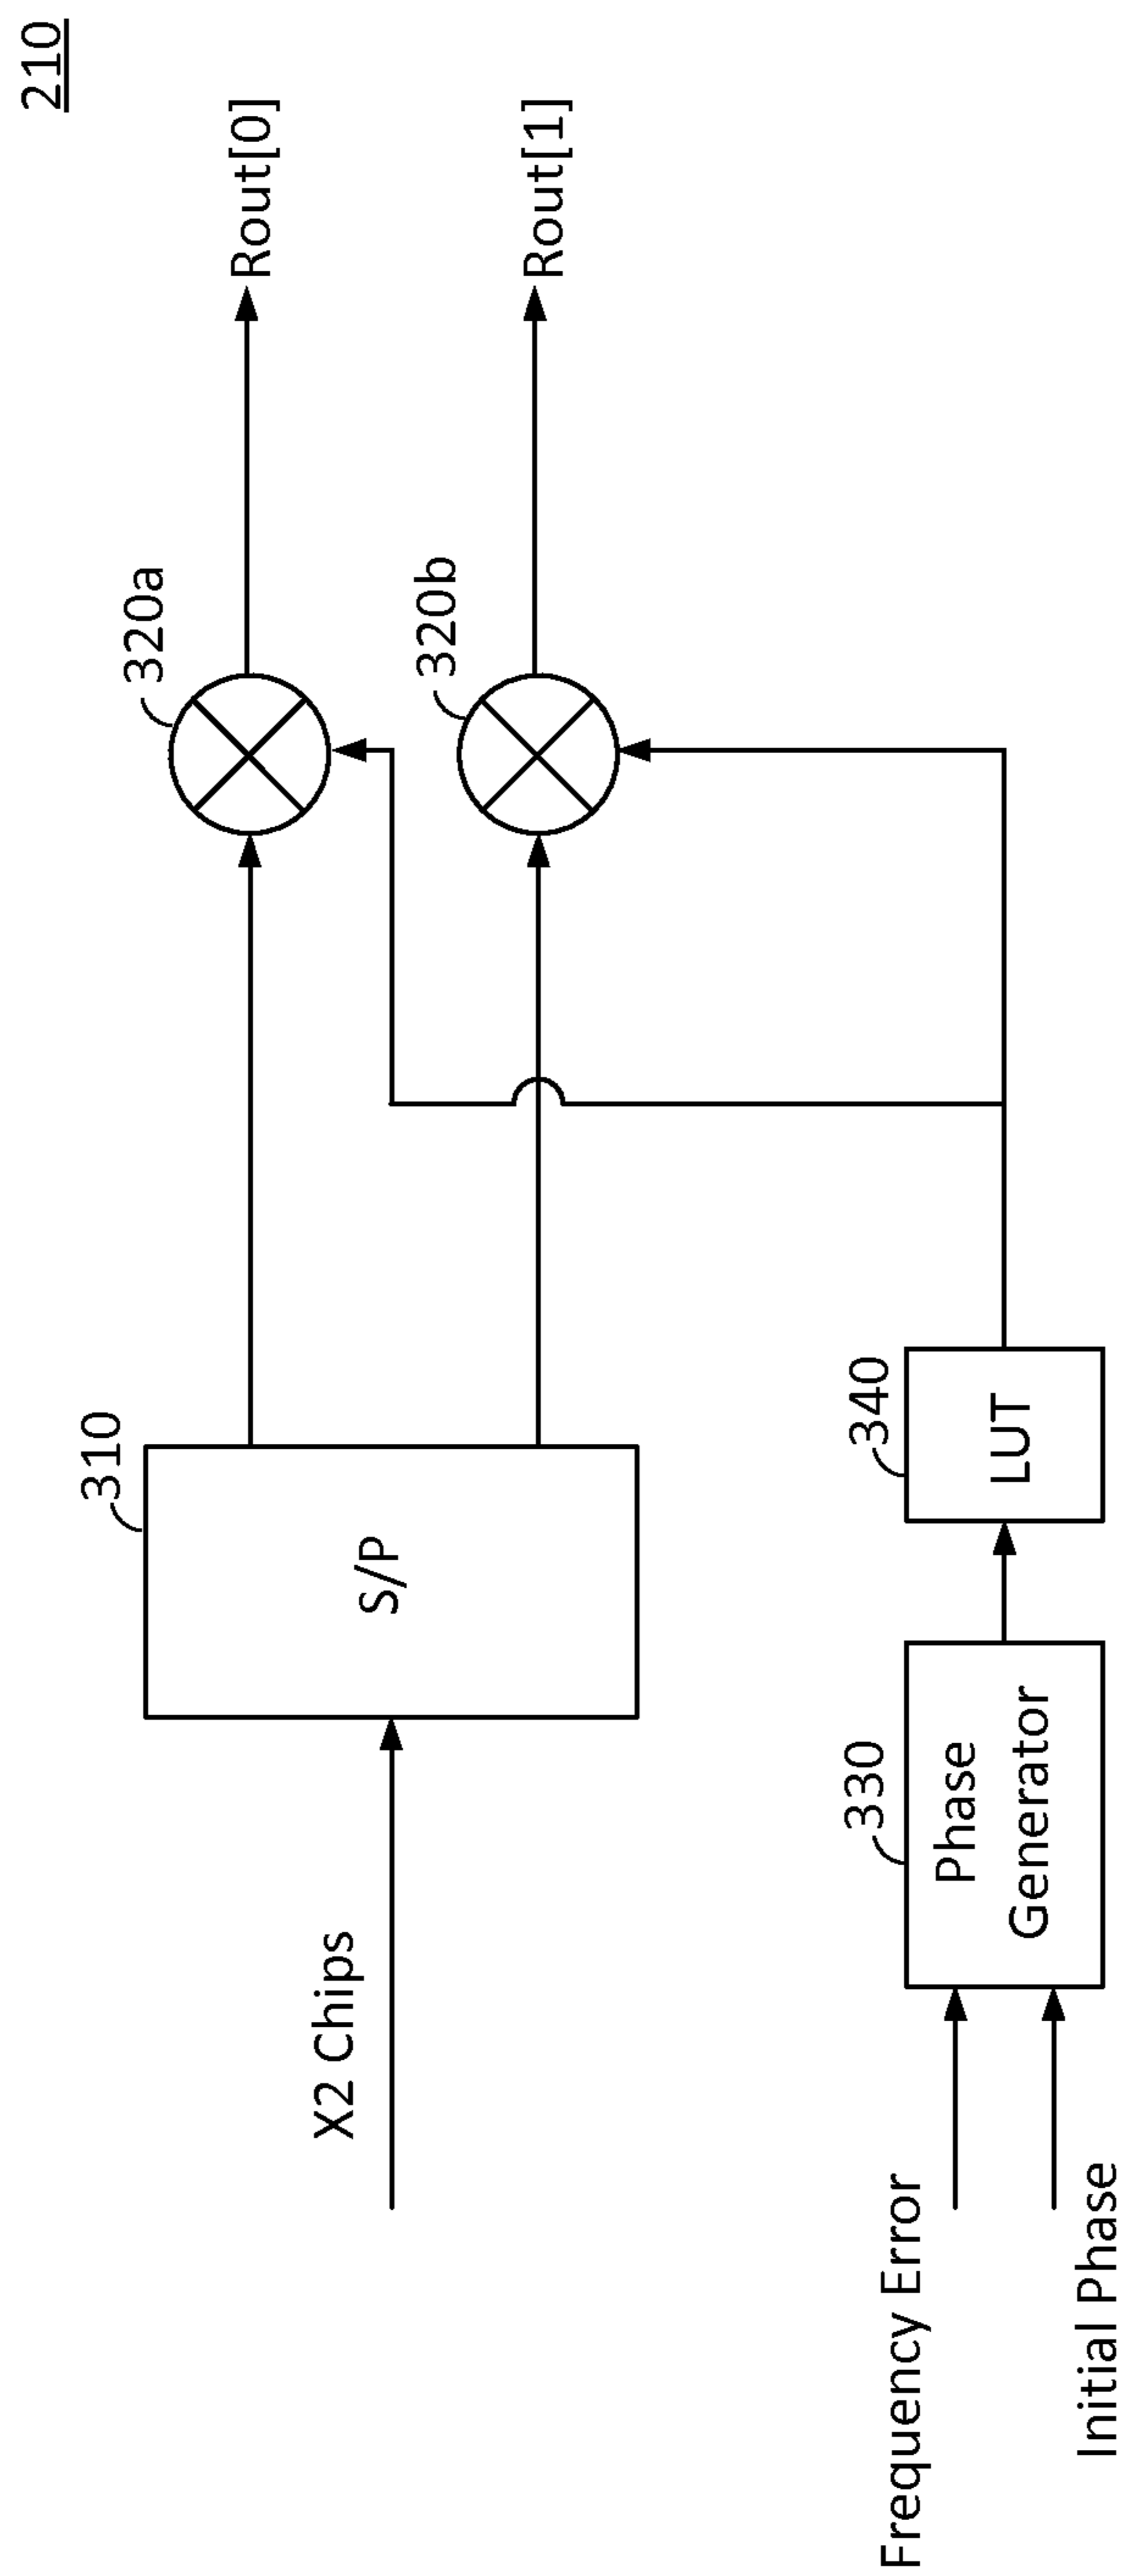 210
310
320a
Rout[0]
X2 Chips
S/P
320b
Rout[1]
330
340
Frequency Error
Phase
Generator
LUT
Initial Phase